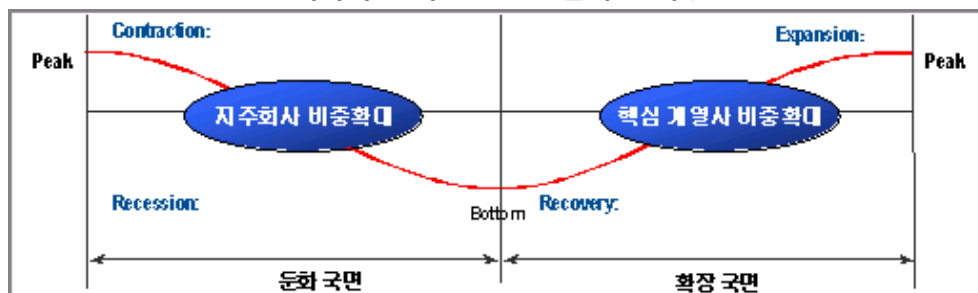 Contraction:
Expansion:
Peak
Peak
지주회사 비중확대
핵심 계열사 비중확대
Recession:
Bottom
Recovery:
둔화 국면
확장 국면